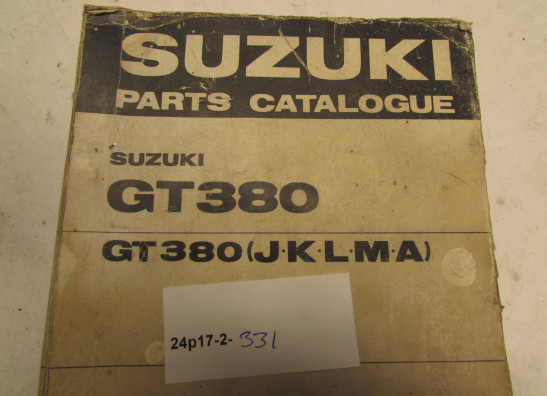 SUZUKI
PARTS CATALOGUE
SUZUKI
GT380
GT380(J·K·L·M·A)
24p17-2-331